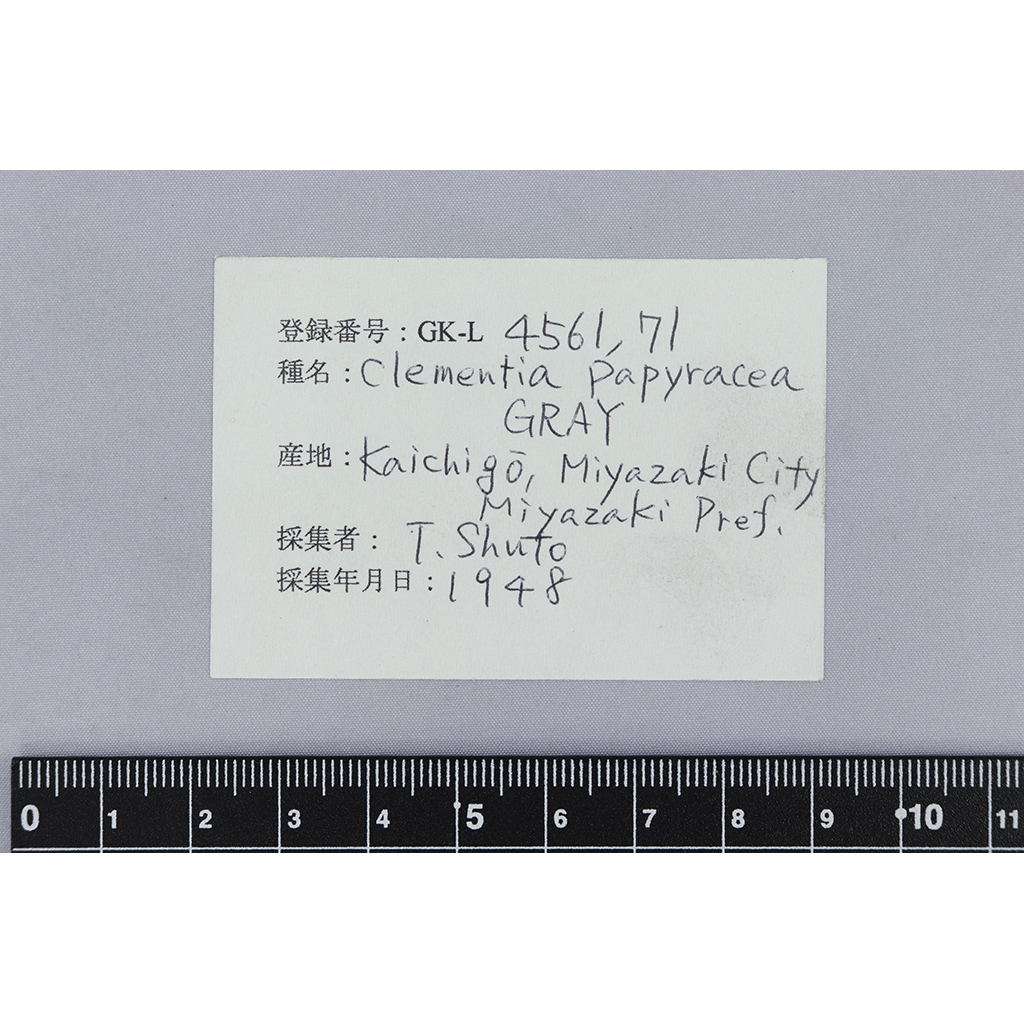 登録番号：GK-L 4561, 71
種名：Clementia papyracea
GRAY
産地：Kaichigō, Miyazaki City
Miyazaki Pref.
採集者： T. Shuto
採集年月日：1948
0 1 2 3 4 5 6 7 8 9 10 11